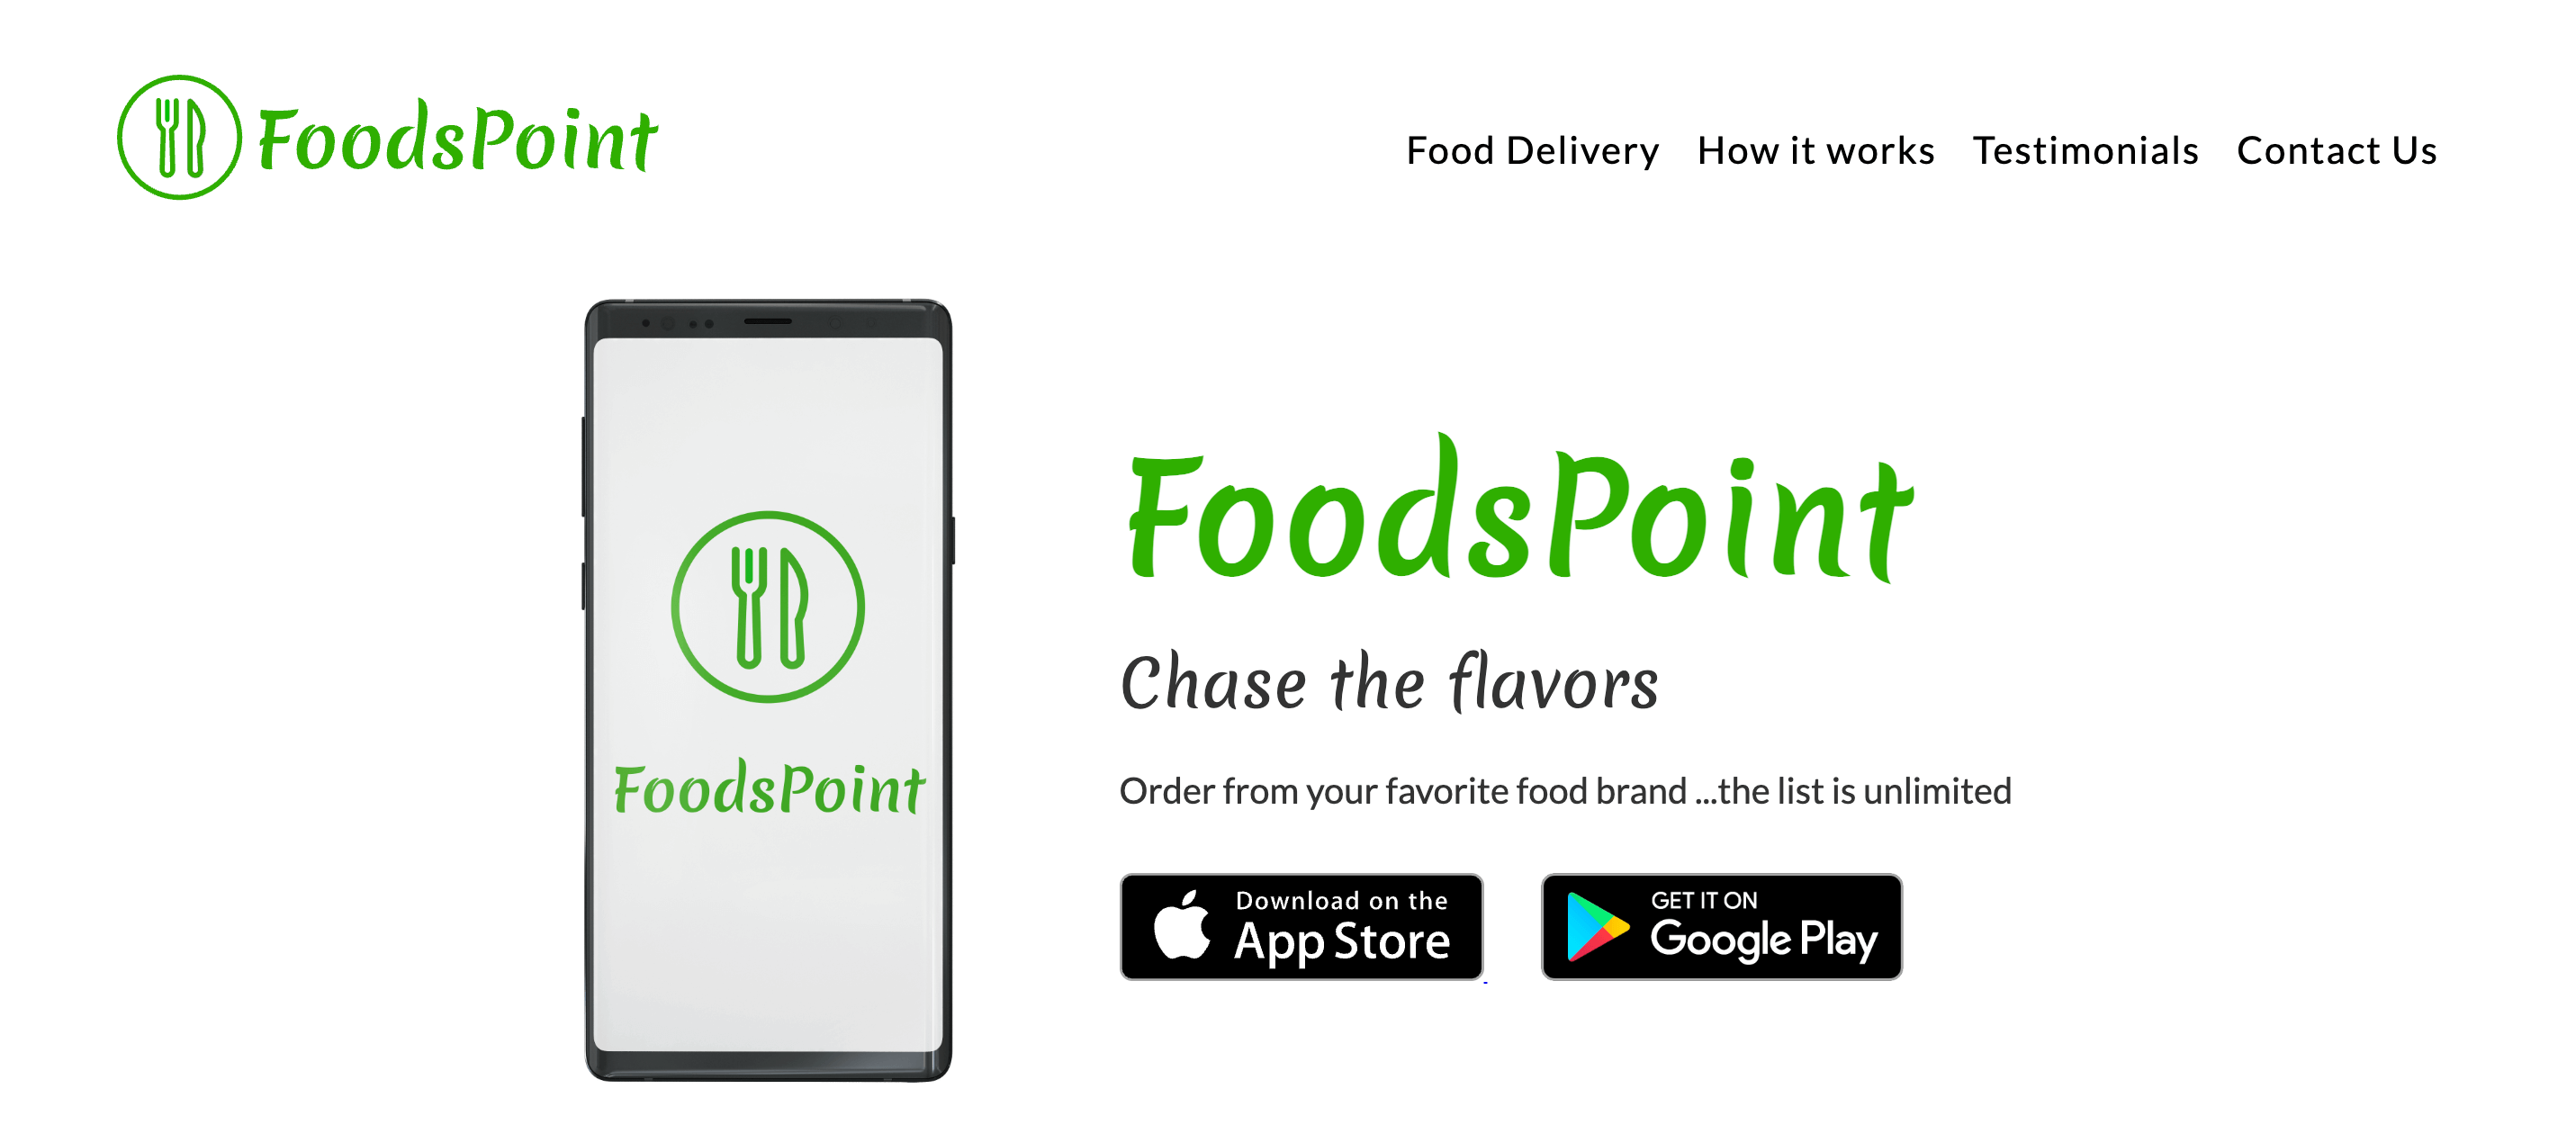 FoodsPoint
Food Delivery How it works Testimonials Contact Us
FoodsPoint
FoodsPoint
Chase the flavors
Order from your favorite food brand ...the list is unlimited
Download on the
App Store
GET IT ON
Google Play